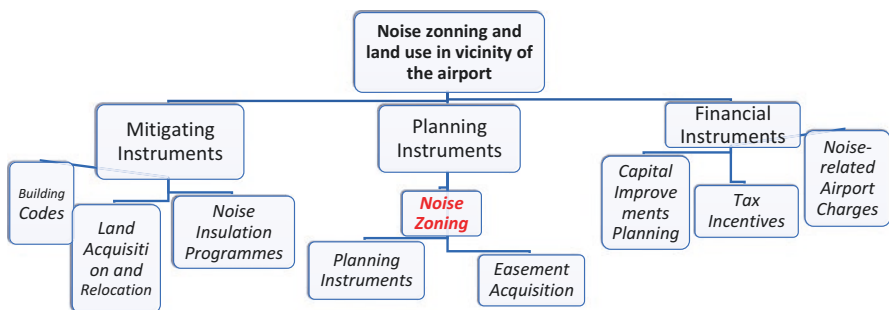 Noise zonning and
land use in vicinity of
the airport
Mitigating
Instruments
Planning
Instruments
Financial
Instruments
Building
Codes
Land
Acquisiti
on and
Relocation
Noise
Insulation
Programmes
Noise
Zoning
Planning
Instruments
Easement
Acquisition
Capital
Improve
ments
Planning
Tax
Incentives
Noise-
related
Airport
Charges